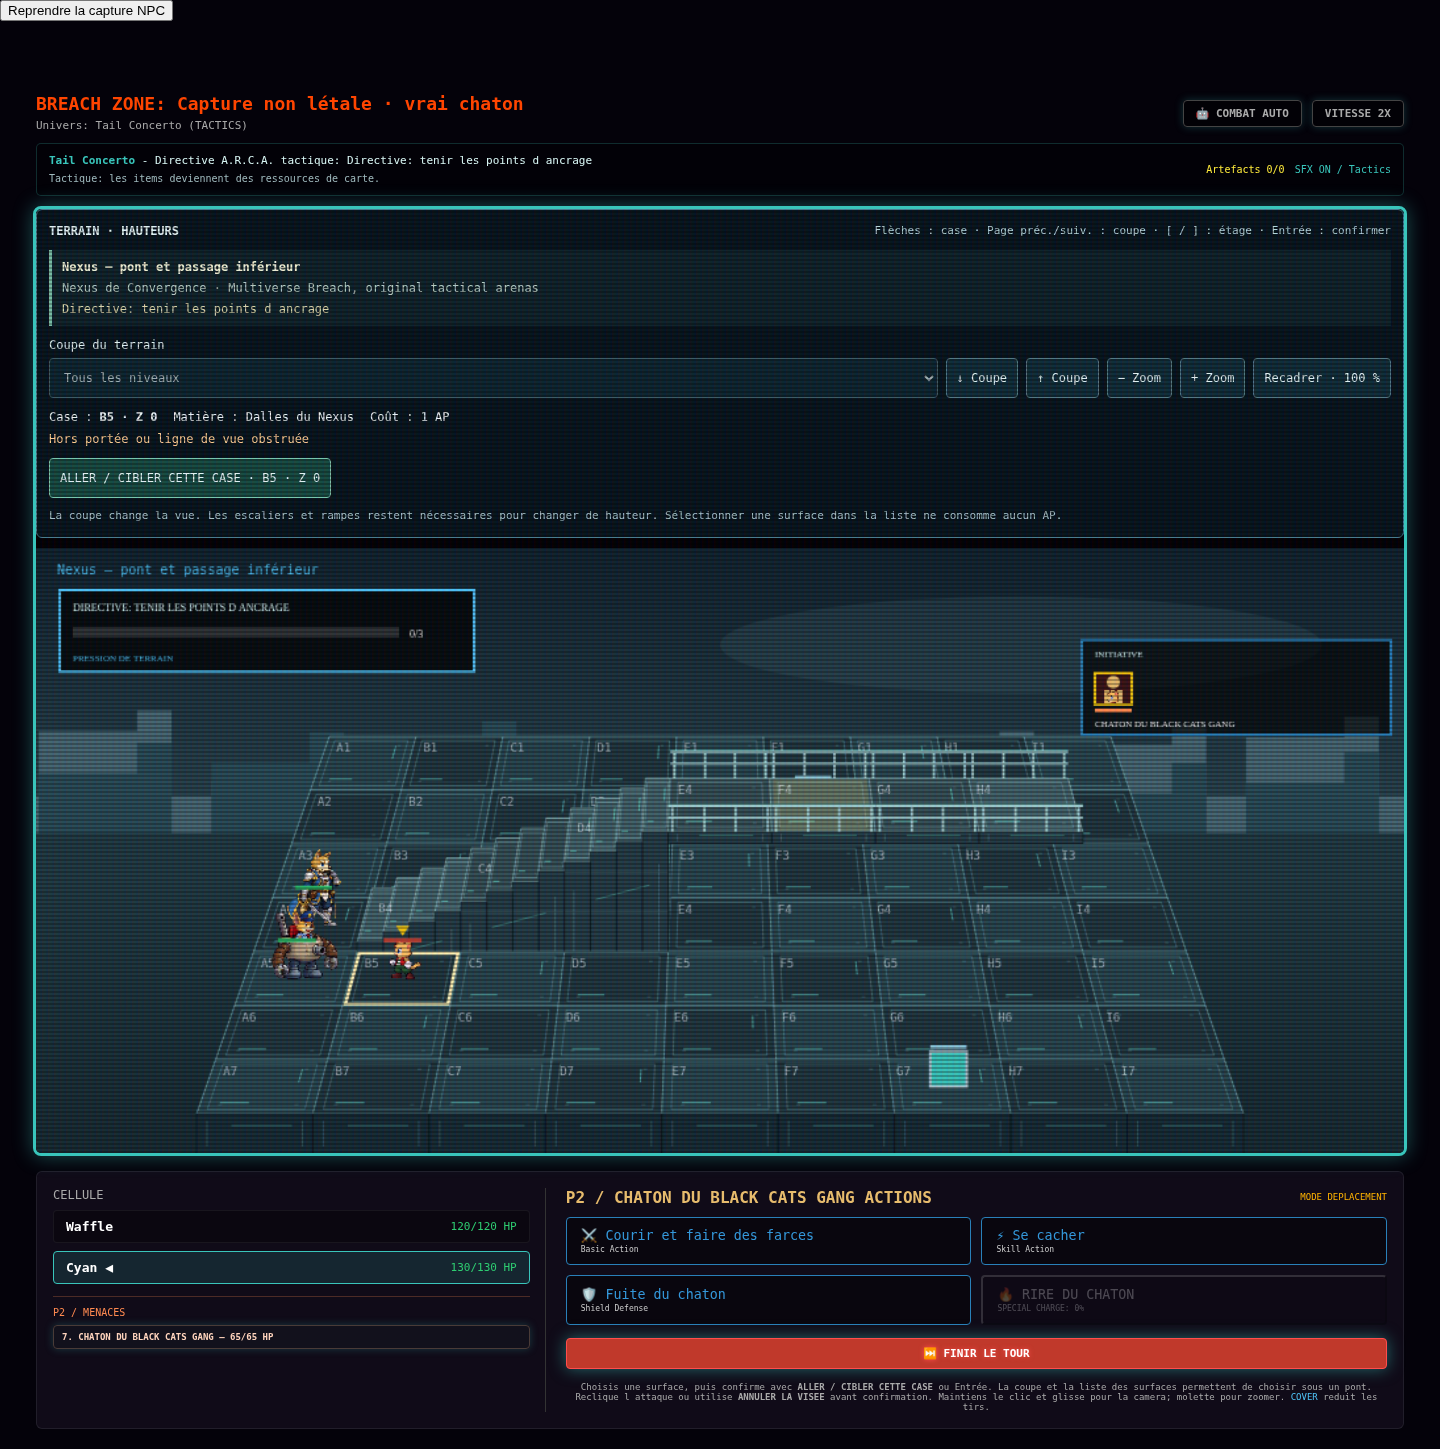 Reprendre la capture NPC
BREACH ZONE: Capture non létale · vrai chaton
Univers: Tail Concerto (TACTICS)
🤖 COMBAT AUTO
VITESSE 2X
Tail Concerto - Directive A.R.C.A. tactique: Directive: tenir les points d ancrage
Tactique: les items deviennent des ressources de carte.
Artefacts 0/0 SFX ON / Tactics
TERRAIN · HAUTEURS
Flèches : case · Page préc./suiv. : coupe · [ / ] : étage · Entrée : confirmer
Nexus — pont et passage inférieur
Nexus de Convergence · Multiverse Breach, original tactical arenas
Directive: tenir les points d ancrage
Coupe du terrain
Tous les niveaux
↓ Coupe
↑ Coupe
− Zoom
+ Zoom
Recadrer · 100 %
Case : B5 · Z 0 Matière : Dalles du Nexus Coût : 1 AP
Hors portée ou ligne de vue obstruée
ALLER / CIBLER CETTE CASE · B5 · Z 0
La coupe change la vue. Les escaliers et rampes restent nécessaires pour changer de hauteur. Sélectionner une surface dans la liste ne consomme aucun AP.
Nexus — pont et passage inférieur
DIRECTIVE: TENIR LES POINTS D ANCRAGE
0/3
PRESSION DE TERRAIN
INITIATIVE
CHATON DU BLACK CATS GANG
A1 B1 C1 D1 E1 F1 G1 H1 I1
E4 F4 G4 H4
A2 B2 C2
D4
A3 B3 C4 E3 F3 G3 H3 I3
B4 E4 F4 G4 H4 I4
B5 C5 D5 E5 F5 G5 H5 I5
A6 B6 C6 D6 E6 F6 G6 H6 I6
A7 B7 C7 D7 E7 F7 G7 H7 I7
CELLULE
Waffle 120/120 HP
Cyan ◀ 130/130 HP
P2 / MENACES
7. CHATON DU BLACK CATS GANG — 65/65 HP
P2 / CHATON DU BLACK CATS GANG ACTIONS
MODE DEPLACEMENT
⚔️ Courir et faire des farces
Basic Action
⚡ Se cacher
Skill Action
🛡️ Fuite du chaton
Shield Defense
🔥 RIRE DU CHATON
SPECIAL CHARGE: 0%
⏭️ FINIR LE TOUR
Choisis une surface, puis confirme avec ALLER / CIBLER CETTE CASE ou Entrée. La coupe et la liste des surfaces permettent de choisir sous un pont.
Reclique l attaque ou utilise ANNULER LA VISEE avant confirmation. Maintiens le clic et glisse pour la camera; molette pour zoomer. COVER reduit les
tirs.